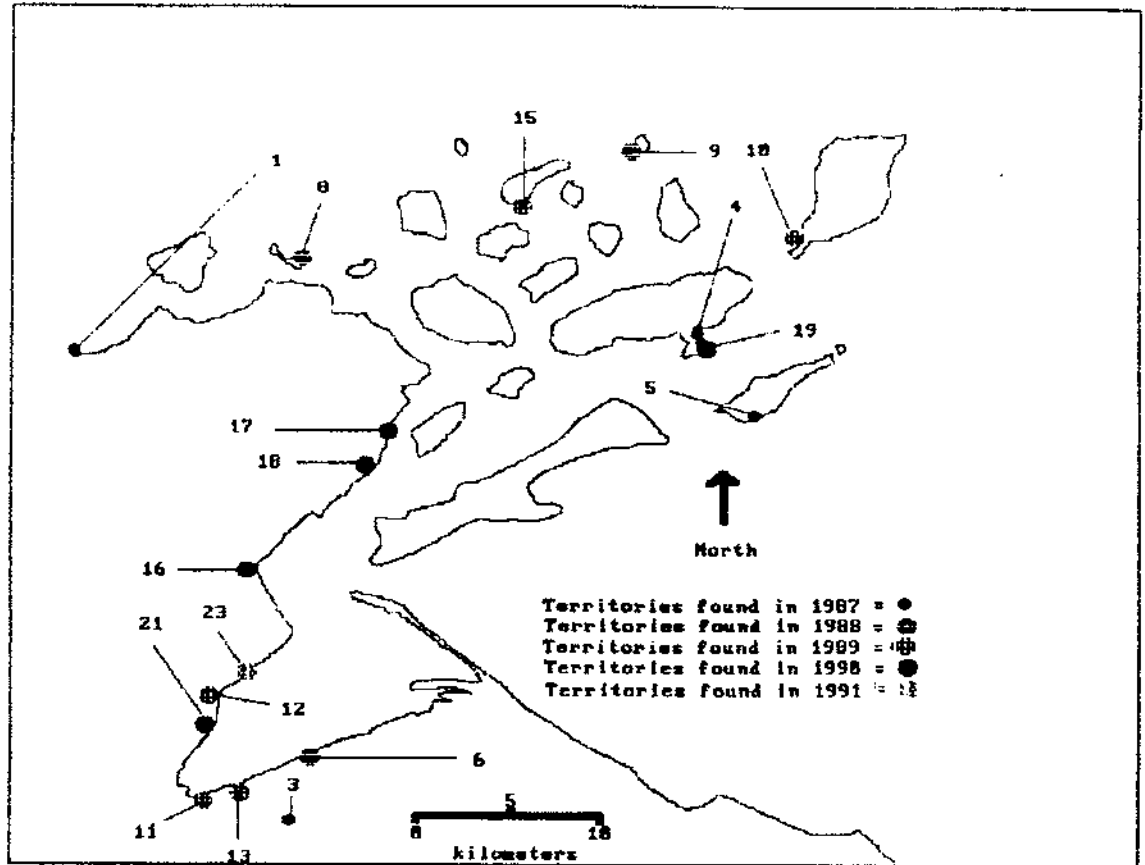 15
1
8
9
10
4
19
5
17
18
North
16
Territories found in 1987 =
23
Territories found in 1988 =
21
Territories found in 1989 =
Territories found in 1990 =
Territories found in 1991 =
12
6
3
5
11
13
0 10
kilometers